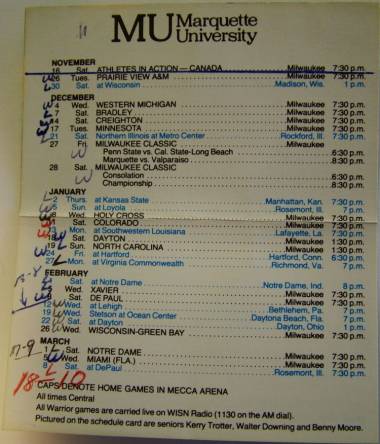 MU Marquette University
NOVEMBER
16 Sat. ATHLETES IN ACTION — CANADA Milwaukee 7:30 p.m.
26 Tues. PRAIRIE VIEW A&M Milwaukee 7:30 p.m.
L 30 Sat. at Wisconsin Madison, Wis. 1 p.m.
DECEMBER
W 4 Wed. WESTERN MICHIGAN Milwaukee 7:30 p.m.
L 7 Sat. BRADLEY Milwaukee 7:30 p.m.
14 Sat. CREIGHTON Milwaukee 7:30 p.m.
17 Tues. MINNESOTA Milwaukee 7:30 p.m.
L 21 Sat. Northern Illinois at Metro Center Rockford, Ill. 7:30 p.m.
27 Fri. MILWAUKEE CLASSIC Milwaukee
W Penn State vs. Cal. State-Long Beach 6:30 p.m.
Marquette vs. Valparaiso 8:30 p.m.
28 Sat. MILWAUKEE CLASSIC
W Consolation 6:30 p.m.
Championship 8:30 p.m.
JANUARY
2 Thurs. at Kansas State Manhattan, Kan. 7:30 p.m.
5 Sun. at Loyola Rosemont, Ill. 7 p.m.
8 Wed. HOLY CROSS Milwaukee 7:30 p.m.
Sat. COLORADO Milwaukee 7:30 p.m.
Mon. at Southwestern Louisiana Lafayette, La. 7:30 p.m.
Sat. DAYTON Milwaukee 1:30 p.m.
19 Sun. NORTH CAROLINA Milwaukee 1:30 p.m.
W 24 Fri. at Hartford Hartford, Conn. 6:30 p.m.
27 Mon. at Virginia Commonwealth Richmond, Va. 7 p.m.
FEBRUARY
Sat. at Notre Dame Notre Dame, Ind. 8 p.m.
Wed. XAVIER Milwaukee 7:30 p.m.
Sat. DE PAUL Milwaukee 7:30 p.m.
12 W Wed. at Lehigh Bethlehem, Pa. 7 p.m.
19 W Wed. Stetson at Ocean Center Daytona Beach, Fla. 7 p.m.
22 W Sat. at Dayton Dayton, Ohio 1 p.m.
26 W Wed. WISCONSIN-GREEN BAY Milwaukee 7:30 p.m.
MARCH
1 L Sat. NOTRE DAME Milwaukee 7:30 p.m.
Wed. MIAMI (FLA.) Milwaukee 7:30 p.m.
L Sat. at DePaul Rosemont, Ill. 7:30 p.m.
18 10
CAPS DENOTE HOME GAMES IN MECCA ARENA
All times Central
All Warrior games are carried live on WISN Radio (1130 on the AM dial).
Pictured on the schedule card are seniors Kerry Trotter, Walter Downing and Benny Moore.